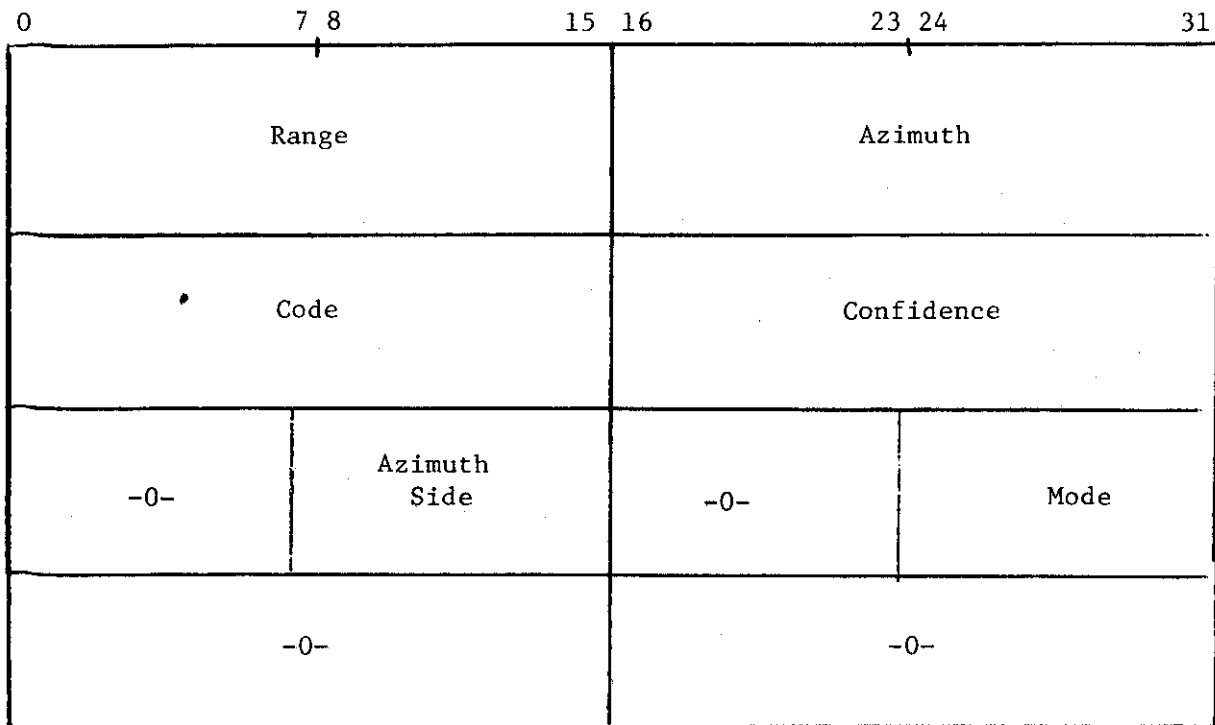 0 7 8 15 16 23 24 31
Range Azimuth
Code Confidence
-0- Azimuth Side -0- Mode
-0- -0-